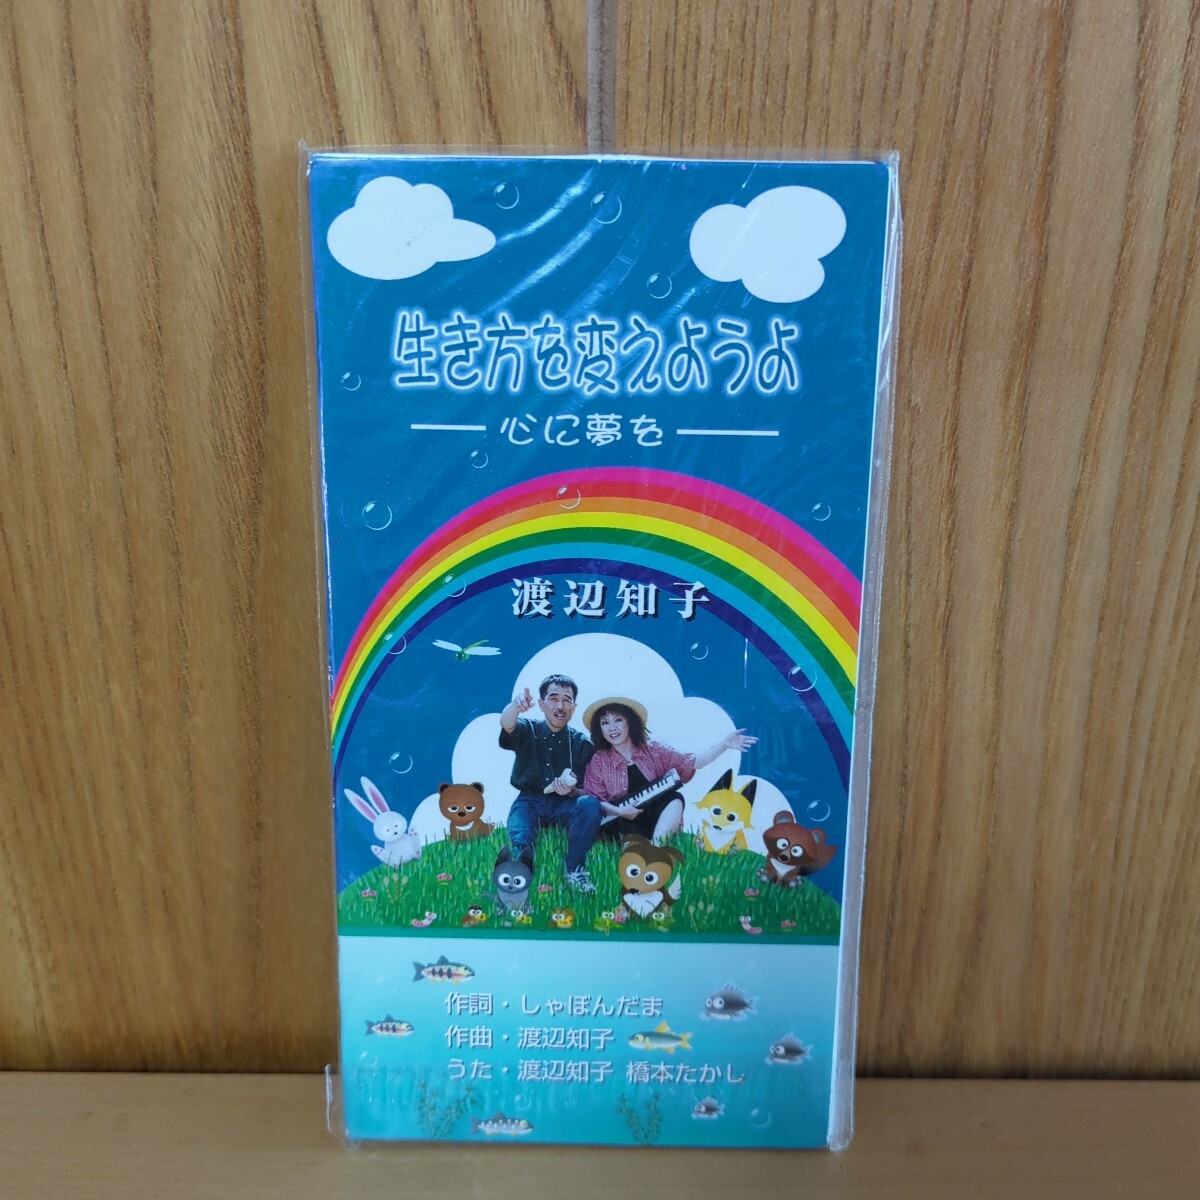 生き方を変えようよ
心に夢を
渡辺知子
作詞・しゃぼんだま
作曲・渡辺知子
うた・渡辺知子 橋本たかし